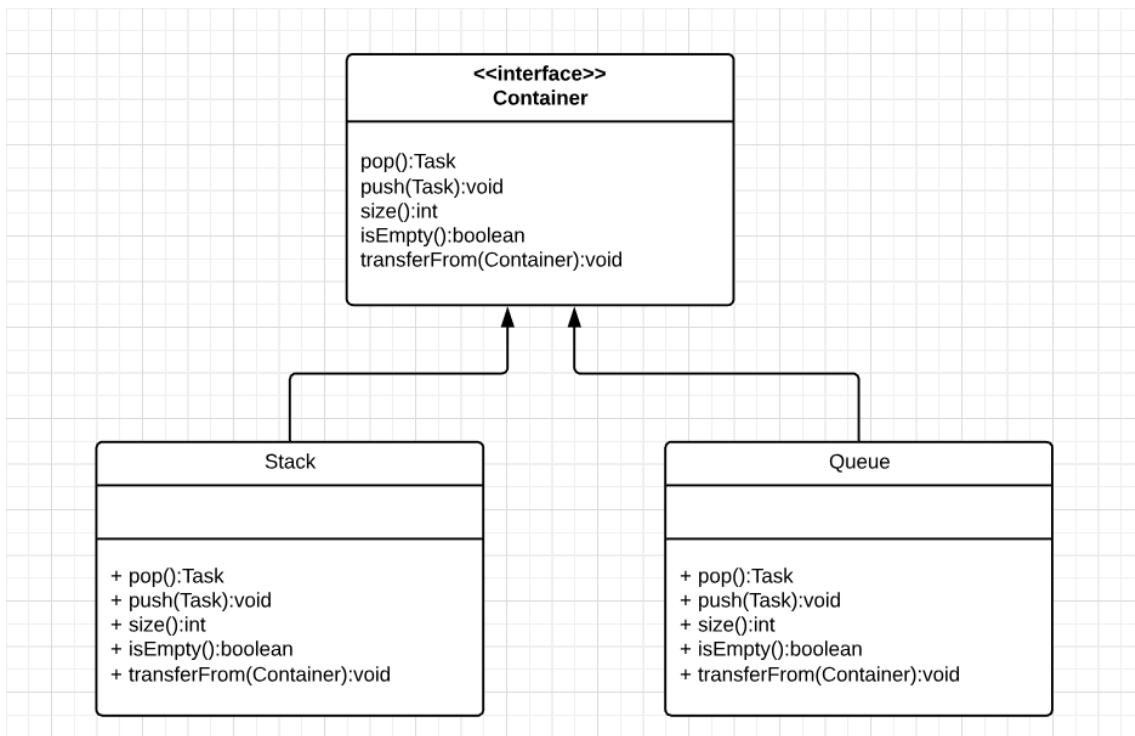 <<interface>>
Container
pop():Task
push(Task):void
size():int
isEmpty():boolean
transferFrom(Container):void
Stack
+ pop():Task
+ push(Task):void
+ size():int
+ isEmpty():boolean
+ transferFrom(Container):void
Queue
+ pop():Task
+ push(Task):void
+ size():int
+ isEmpty():boolean
+ transferFrom(Container):void